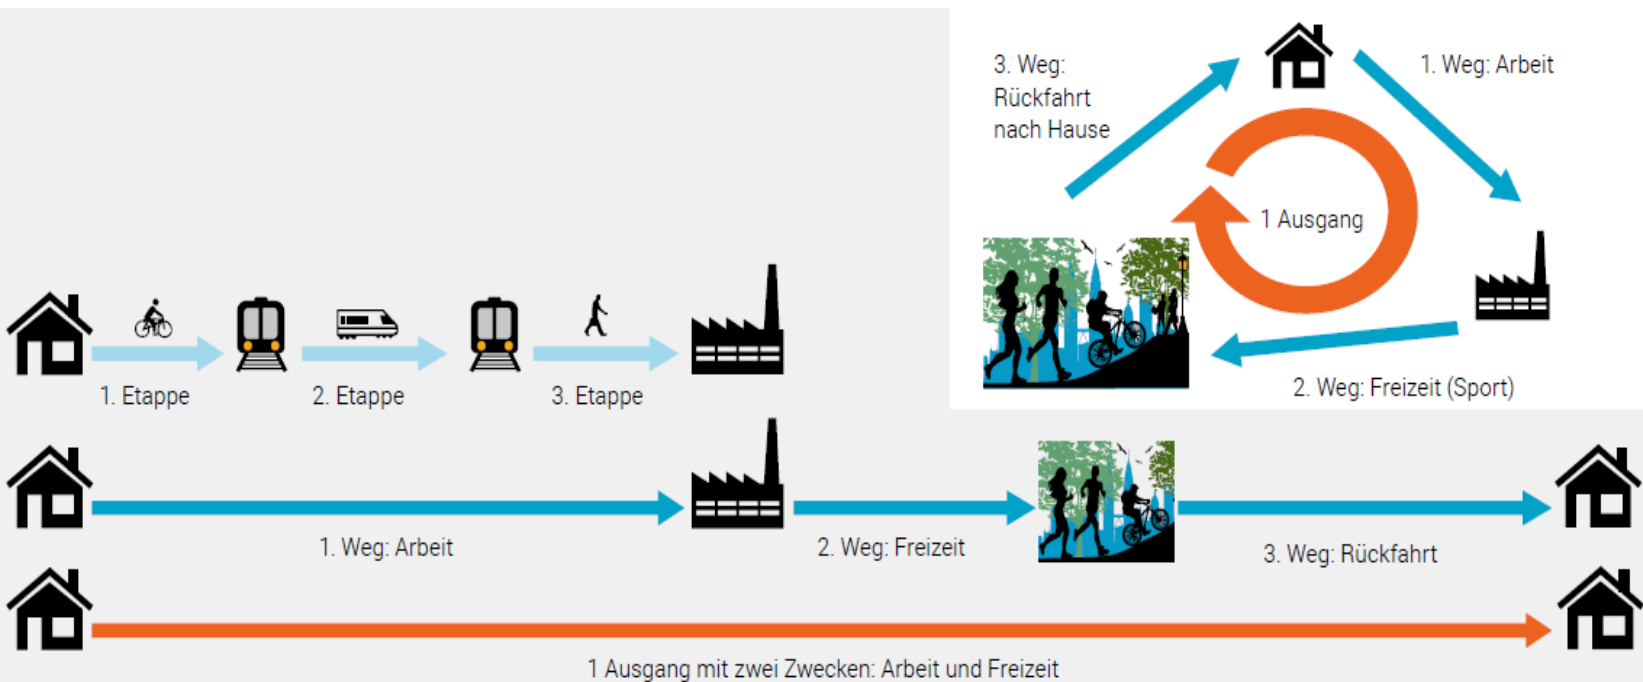 3. Weg:
Rückfahrt
nach Hause
1. Weg: Arbeit
1 Ausgang
2. Weg: Freizeit (Sport)
1. Etappe
2. Etappe
3. Etappe
1. Weg: Arbeit
2. Weg: Freizeit
3. Weg: Rückfahrt
1 Ausgang mit zwei Zwecken: Arbeit und Freizeit